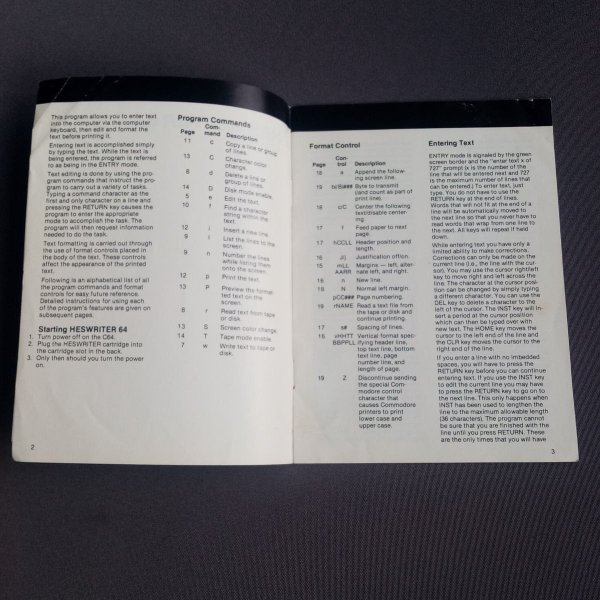 This program allows you to enter text
into the computer via the computer
keyboard, then edit and format the
text before printing it.
Entering text is accomplished simply
by typing the text. While the text is
being entered, the program is referred
to as being in the ENTRY mode.
Text editing is done by using the pro-
gram commands that instruct the pro-
gram to carry out a variety of tasks.
Typing a command character as the
first and only character on a line and
pressing the RETURN key causes the
program to enter the appropriate
mode to accomplish the task. The
program will then request information
needed to do the task.
Text formatting is carried out through
the use of format controls placed in
the body of the text. These controls
affect the appearance of the printed
text.
Following is an alphabetical list of all
the program commands and format
controls for easy future reference.
Detailed instructions for using each
of the program's features are given on
subsequent pages.
Starting HESWRITER 64
1. Turn power off on the C64.
2. Plug the HESWRITER cartridge into
the cartridge slot in the back.
3. Only then should you turn the power
on.
2
Program Commands
Page Com-mand Description
11 c Copy a line or group
of lines.
13 C Character color
change.
8 d Delete a line or
group of lines.
14 D Disk mode enable.
5 e Edit the text.
10 f Find a character
string within the
text.
12 i Insert a new line.
9 l List the lines to the
screen.
9 n Number the lines
while listing them
onto the screen.
12 p Print the text.
13 P Preview the format-
ted text on the
screen.
8 r Read text from tape
or disk.
13 S Screen color change.
14 T Tape mode enable.
7 w Write text to tape or
disk.
Format Control
Page Con-trol Description
18 a Append the follow-
ing screen line.
19 Byte to transmit
(and count as part of
print line).
18 c/C Center the following
text/disable center-
ing.
17 f Feed paper to next
page.
17 hCCLL Header position and
length.
16 Justification off/on.
15 mLL Margins — left, alter-
AARR nate left, and right.
16 n New line.
18 N Normal left margin.
Page numbering.
19 rNAME Read a text file from
the tape or disk and
continue printing.
17 s# Spacing of lines.
Vertical format spec-
BBPPLL ifying header line,
top text line, bottom
text line, page
number line, and
length of page.
19 Z Discontinue sending
the special Com-
modore control
character that
causes Commodore
printers to print
lower case and
upper case.
Entering Text
ENTRY mode is signaled by the green
screen border and the "enter text x of
727" prompt (x is the number of the
line that will be entered next and 727
is the maximum number of lines that
can be entered.) To enter text, just
type. You do not have to use the
RETURN key at the end of lines.
Words that will not fit at the end of a
line will be automatically moved to
the next line so that you never have to
read words that wrap from one line to
the next. All keys will repeat if held
down.
While entering text you have only a
limited ability to make corrections.
Corrections can only be made on the
current line (i.e., the line with the cur-
sor). You may use the cursor right/left
key to move right and left across the
line. The character at the cursor posi-
tion can be changed by simply typing
a different character. You can use the
DEL key to delete a character to the
left of the cursor. The INST key will in-
sert a period at the cursor position
which can then be typed over with
new text. The HOME key moves the
cursor to the left end of the line and
the CLR key moves the cursor to the
right end of the line.
If you enter a line with no imbedded
spaces, you will have to press the
RETURN key before you can continue
entering text. If you use the INST key
to edit the current line you may have
to press the RETURN key to go on to
the next line. This only happens when
INST has been used to lengthen the
line to the maximum allowable length
(36 characters). The program cannot
be sure that you are finished with the
line until you press RETURN. These
are the only times that you will have
3